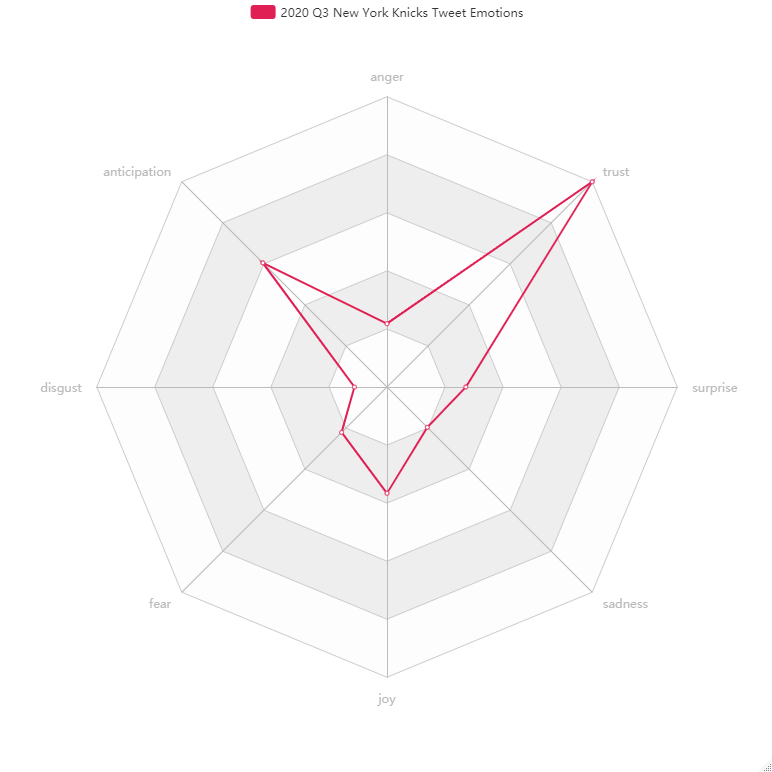 2020 Q3 New York Knicks Tweet Emotions
anger
anticipation
trust
disgust
surprise
fear
sadness
joy